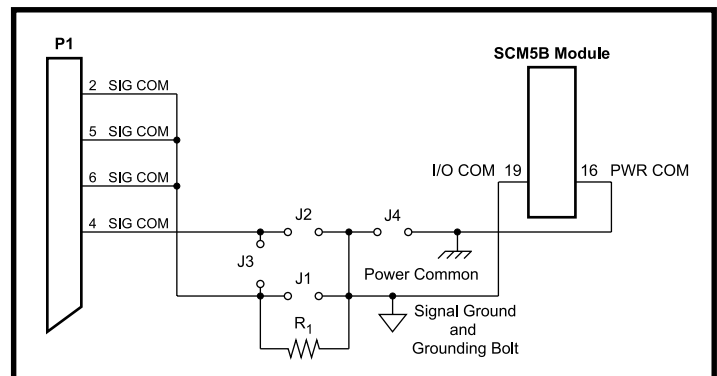 P1
SCM5B Module
2 SIG COM
5 SIG COM
6 SIG COM
I/O COM 19
16 PWR COM
4 SIG COM
J2
J4
J3
Power Common
J1
Signal Ground
and
Grounding Bolt
R1